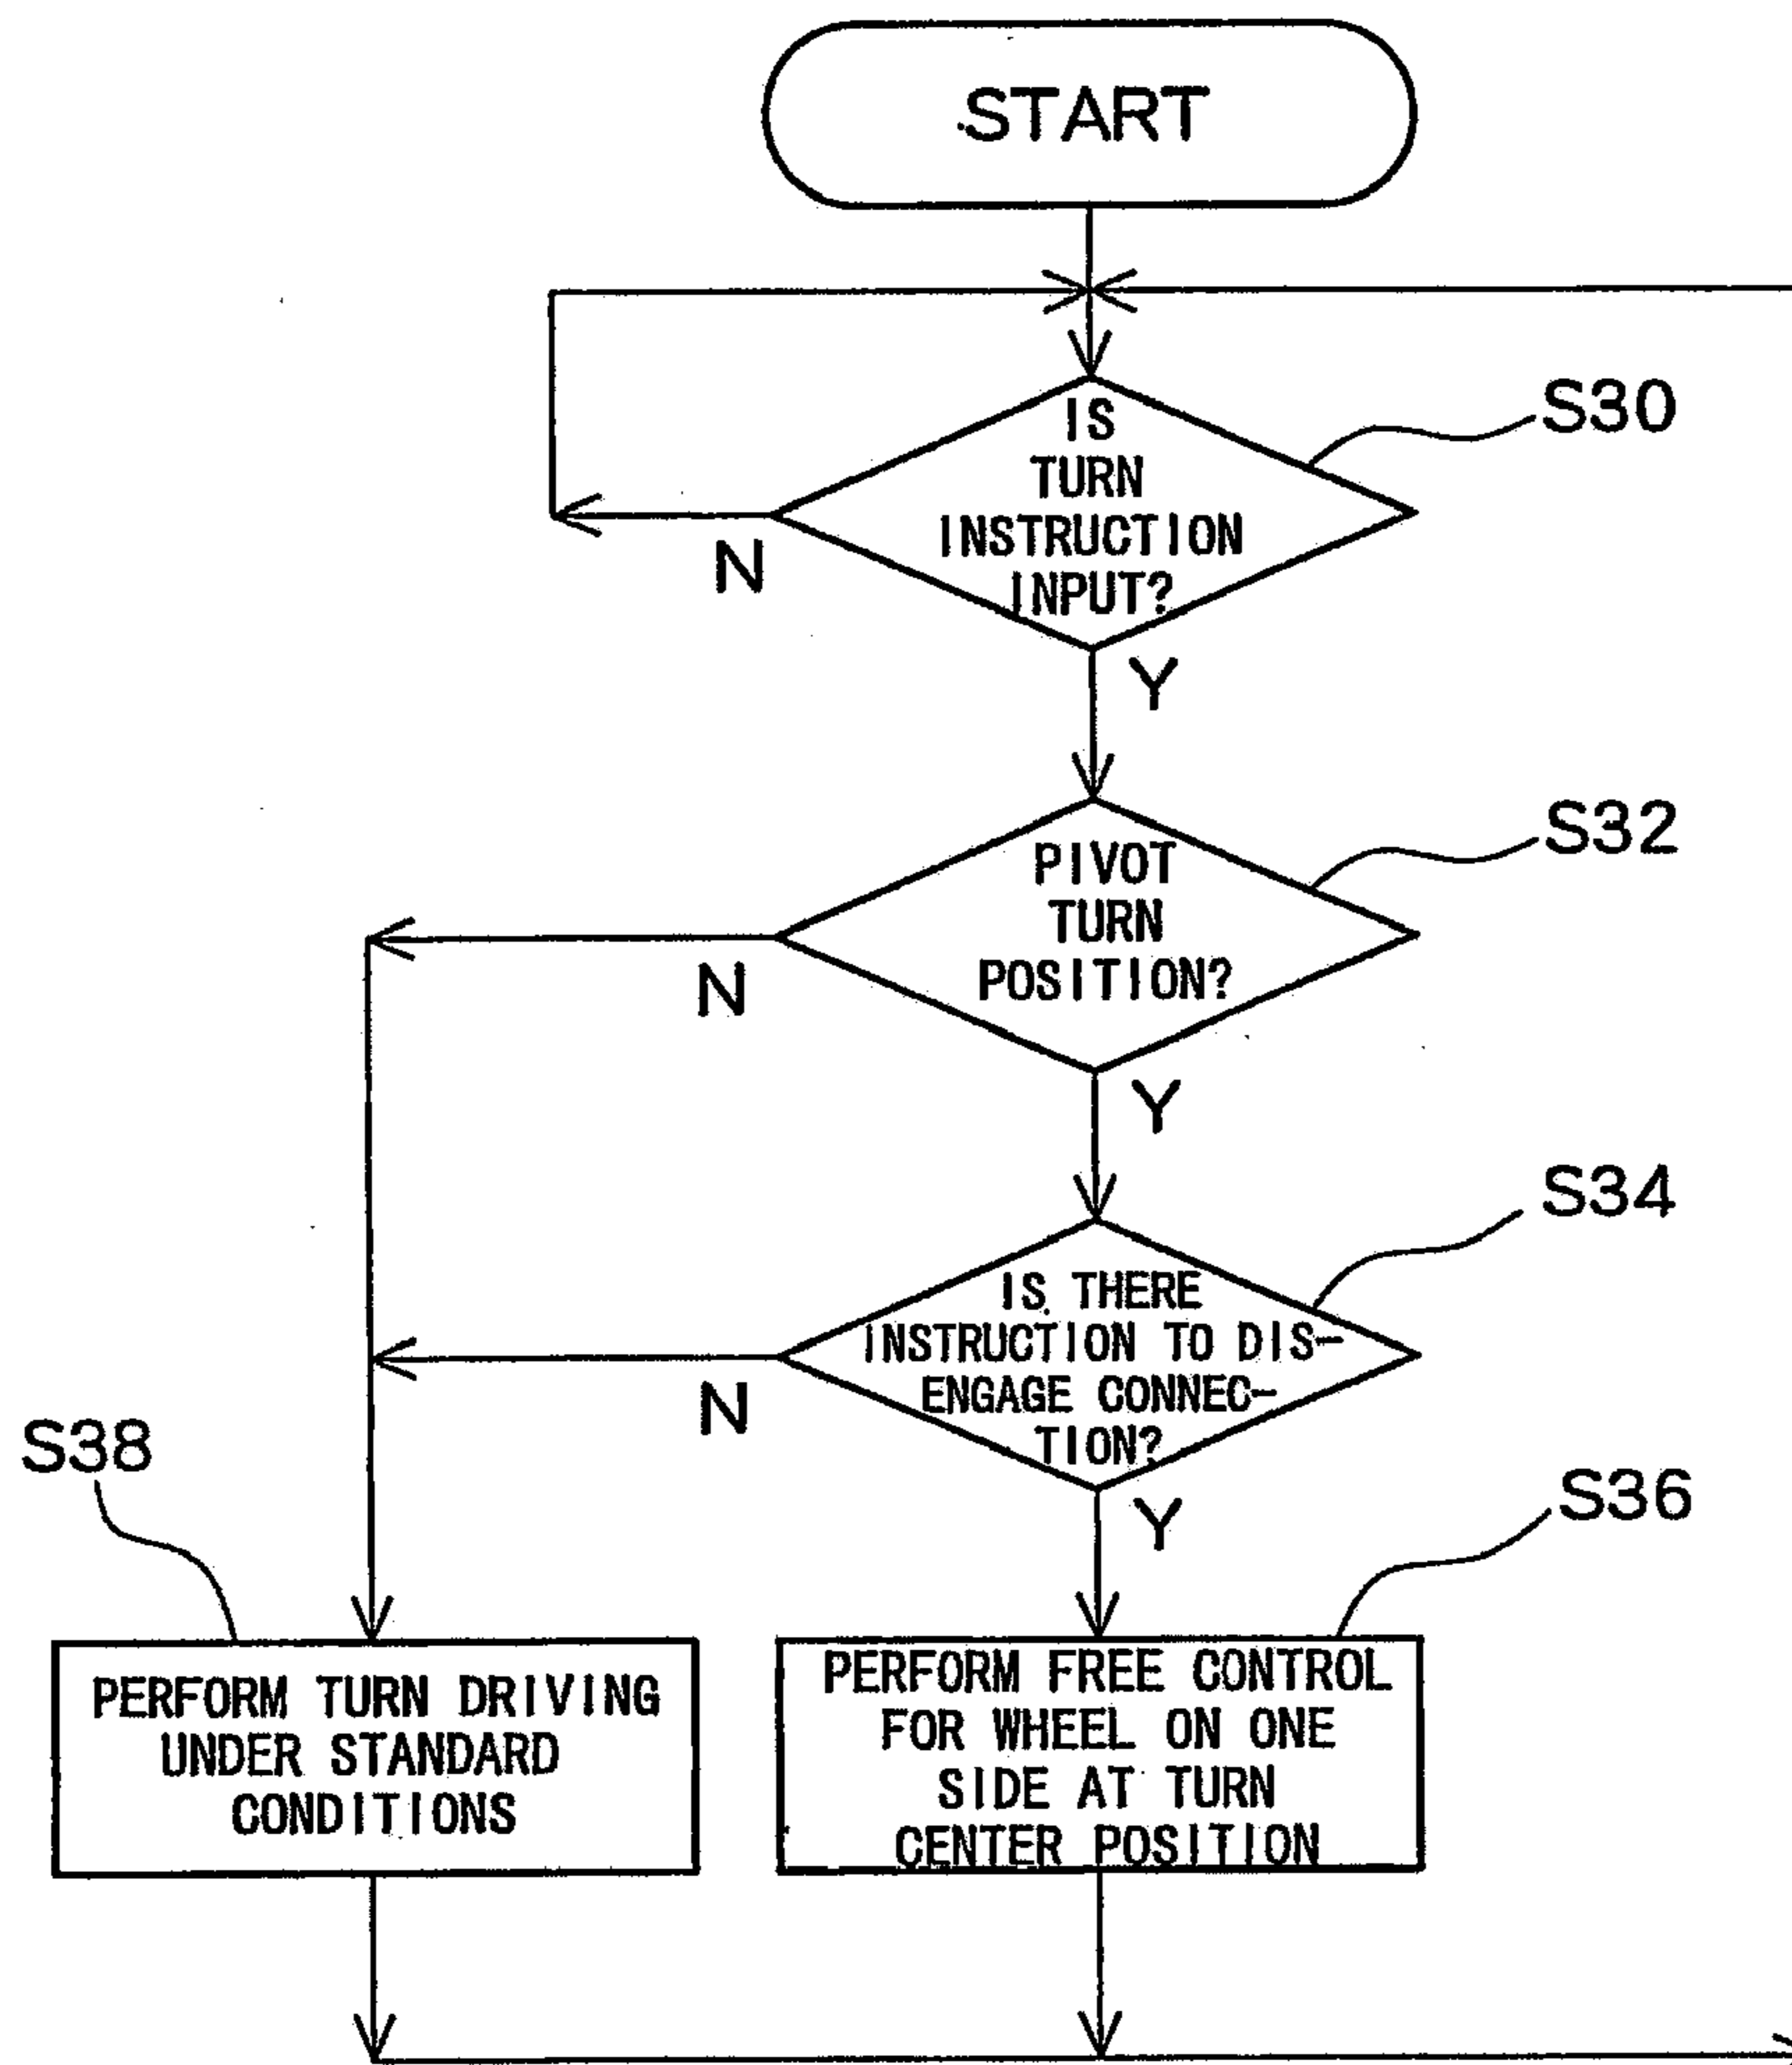 START
IS
TURN
INSTRUCTION
INPUT?
S30
N
Y
PIVOT
TURN
POSITION?
S32
N
Y
IS THERE
INSTRUCTION TO DIS-
ENGAGE CONNEC-
TION?
S34
N
Y
S38
S36
PERFORM TURN DRIVING
UNDER STANDARD
CONDITIONS
PERFORM FREE CONTROL
FOR WHEEL ON ONE
SIDE AT TURN
CENTER POSITION